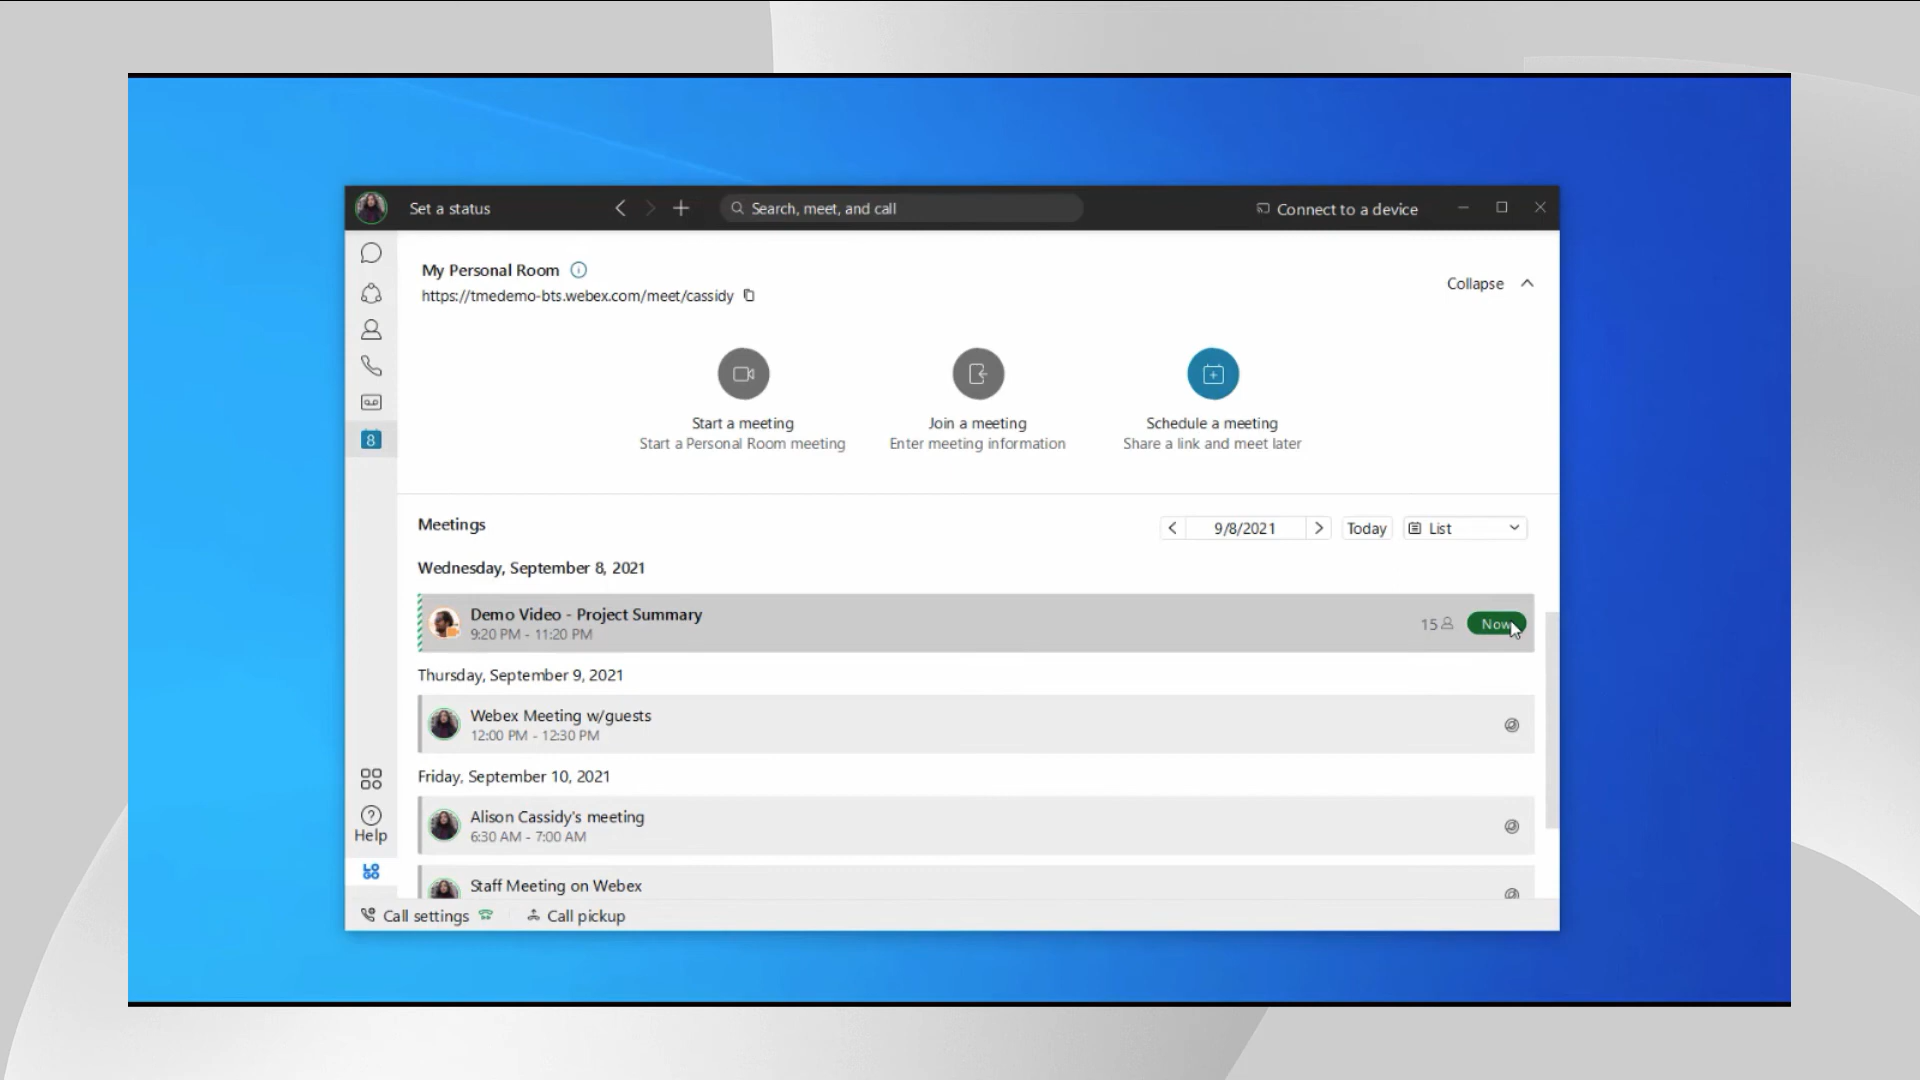 Set a status
Search, meet, and call
Connect to a device
My Personal Room
https://tmedemo-bts.webex.com/meet/cassidy
Collapse
Start a meeting
Start a Personal Room meeting
Join a meeting
Enter meeting information
Schedule a meeting
Share a link and meet later
8
Meetings
9/8/2021
Today
List
Wednesday, September 8, 2021
Demo Video - Project Summary
9:20 PM - 11:20 PM
15
Now
Thursday, September 9, 2021
Webex Meeting w/guests
12:00 PM - 12:30 PM
Friday, September 10, 2021
Alison Cassidy's meeting
6:30 AM - 7:00 AM
Help
Staff Meeting on Webex
Call settings
Call pickup